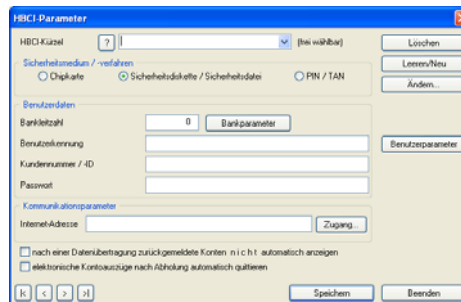 HBCI-Parameter
HBCI-Kürzel ? (frei wählbar) Löschen
Sicherheitsmedium / -verfahren Leeren/Neu
Chipkarte Sicherheitsdiskette / Sicherheitsdatei PIN / TAN
Ändern...
Benutzerdaten
Bankleitzahl 0 Bankparameter
Benutzerkennung Benutzerparameter
Kundennummer / -ID
Passwort
Kommunikationsparameter
Internet-Adresse Zugang...
nach einer Datenübertragung zurückgemeldete Konten n i c h t automatisch anzeigen
elektronische Kontoauszüge nach Abholung automatisch quittieren
Speichern Beenden